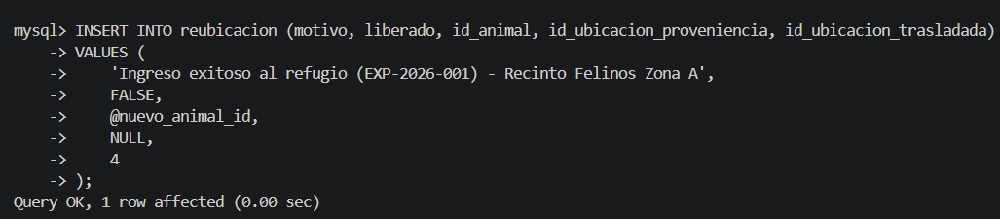 mysql> INSERT INTO reubicacion (motivo, liberado, id_animal, id_ubicacion_proveniencia, id_ubicacion_trasladada)
    -> VALUES (
    ->     'Ingreso exitoso al refugio (EXP-2026-001) - Recinto Felinos Zona A',
    ->     FALSE,
    ->     @nuevo_animal_id,
    ->     NULL,
    ->     4
    -> );
Query OK, 1 row affected (0.00 sec)